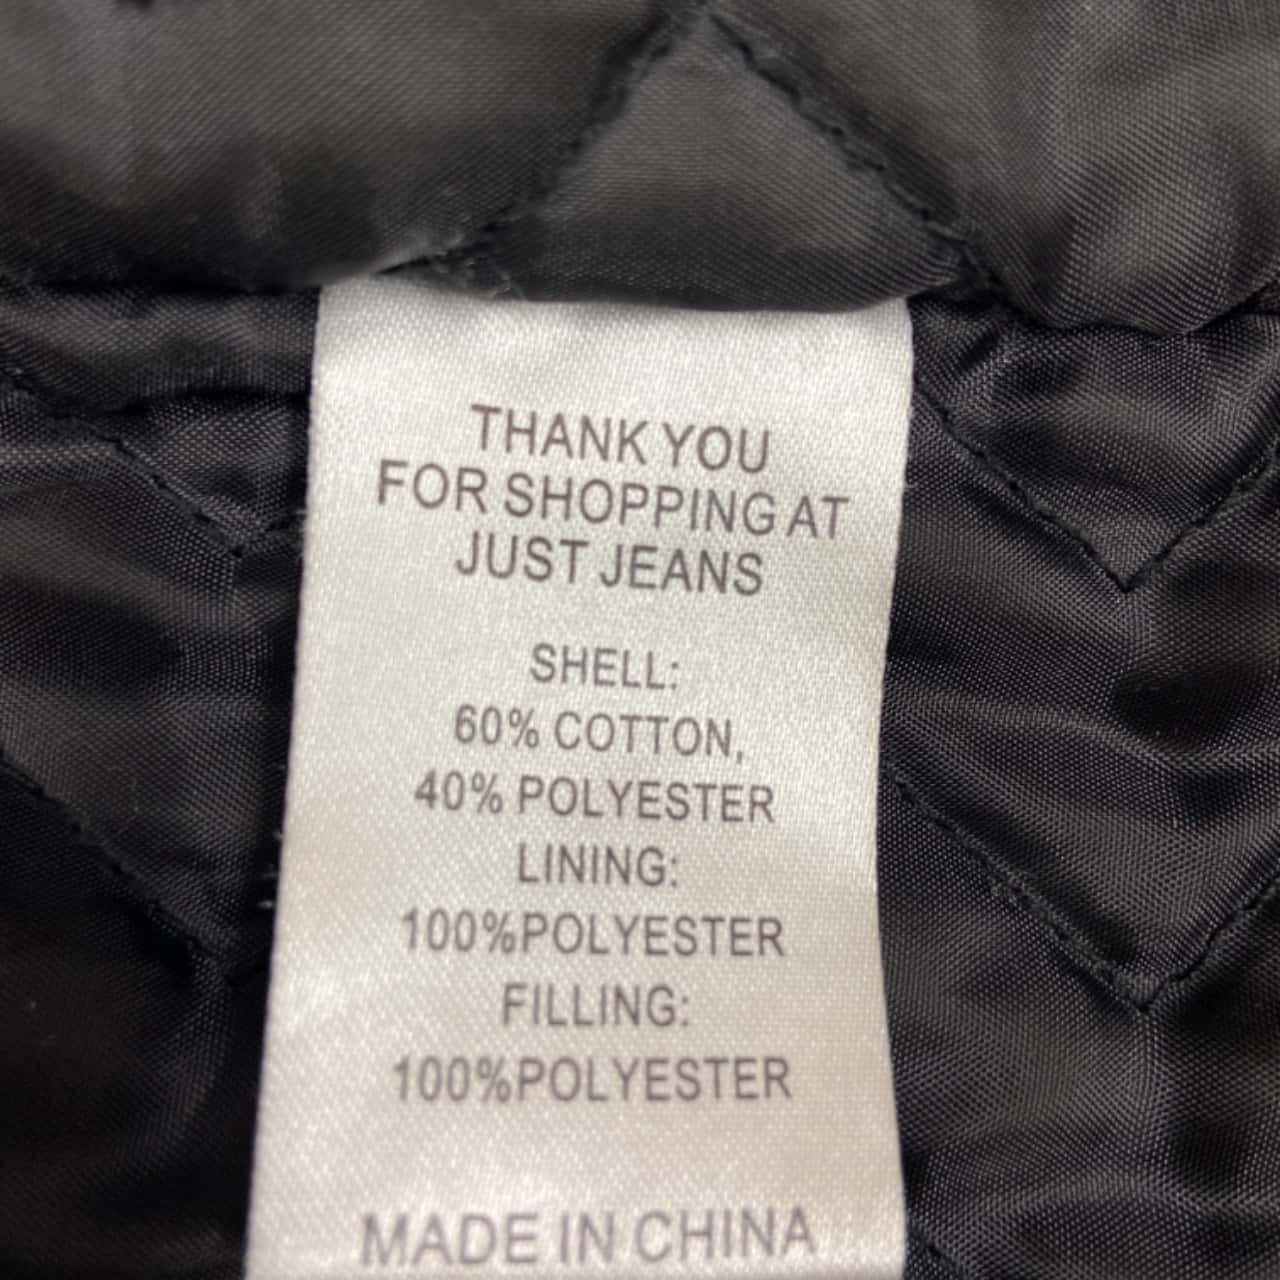 THANK YOU
FOR SHOPPING AT
JUST JEANS
SHELL:
60% COTTON,
40% POLYESTER
LINING:
100%POLYESTER
FILLING:
100%POLYESTER
MADE IN CHINA